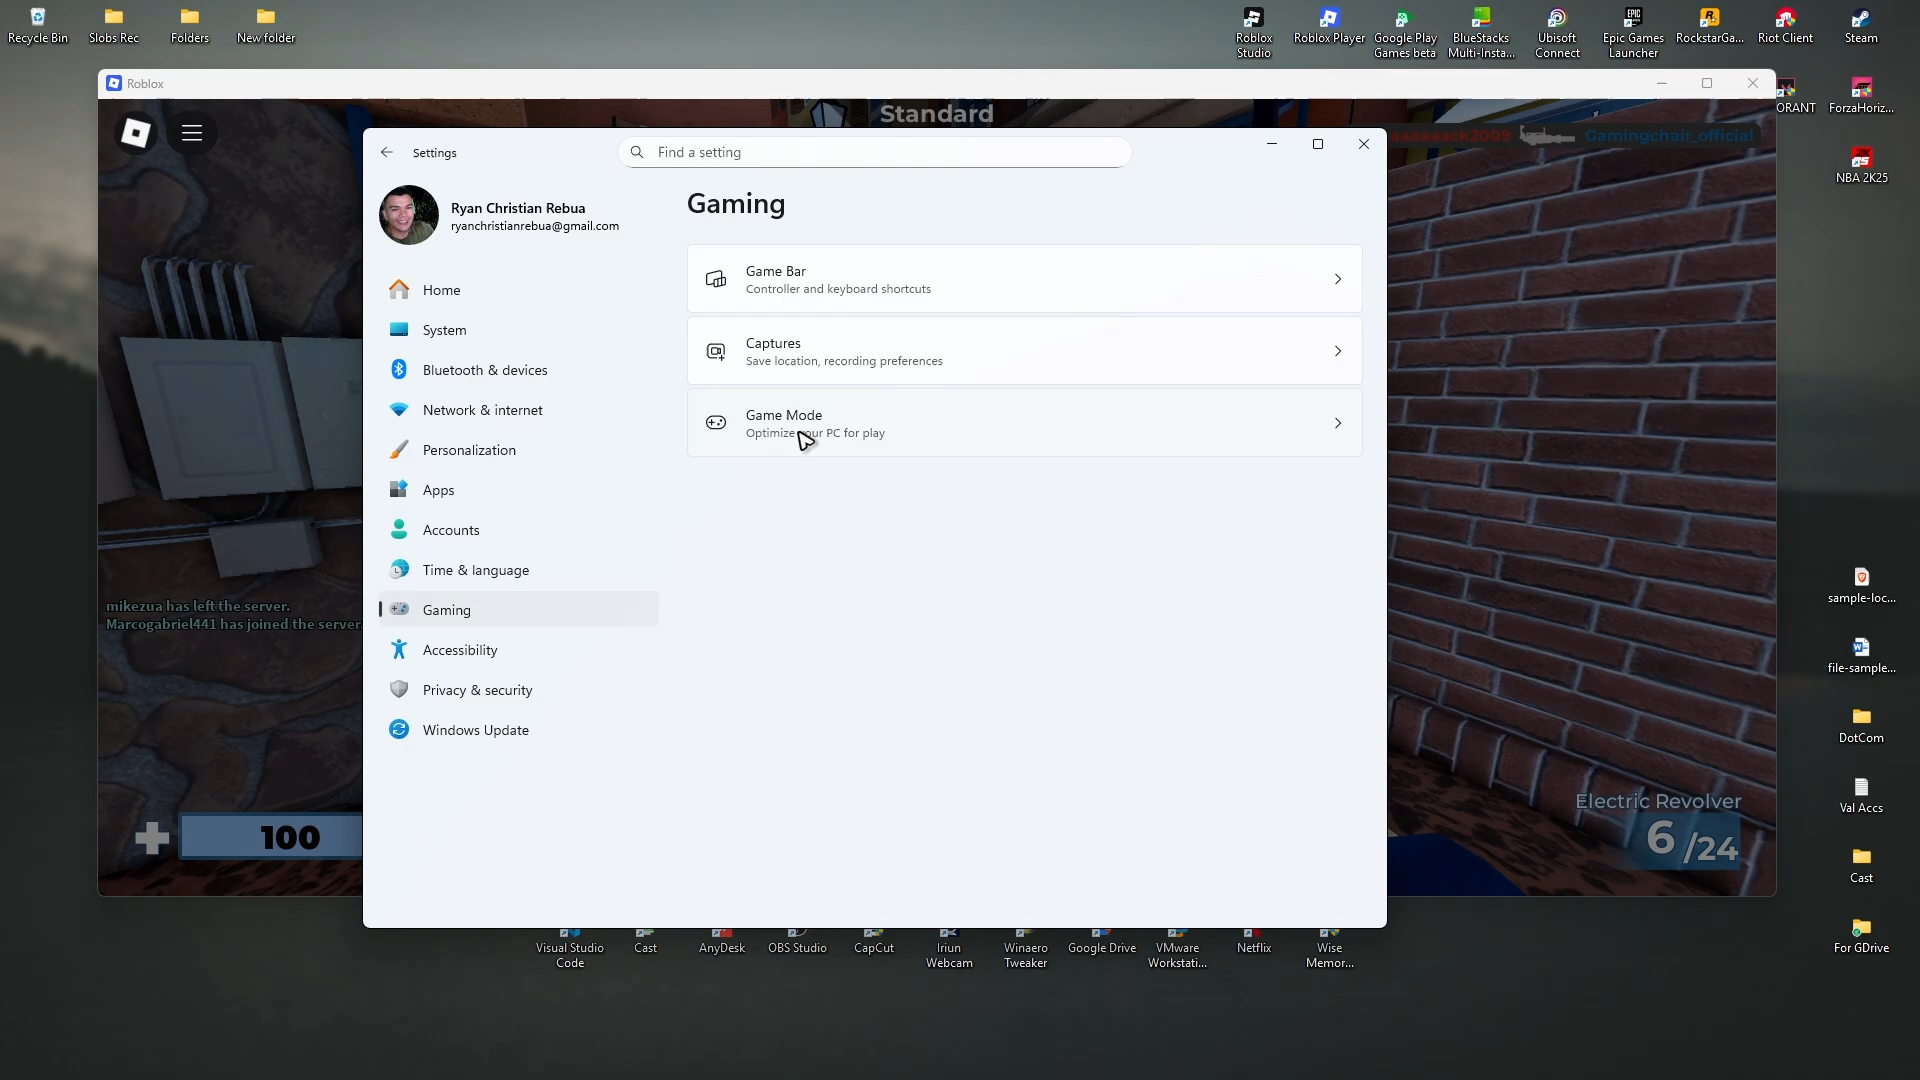 Recycle Bin
Slobs Rec
Folders
New folder
Roblox
Studio
Roblox Player
Google Play
Games beta
BlueStacks
Multi-Insta...
Ubisoft
Connect
Epic Games
Launcher
RockstarGa...
Riot Client
Steam
Roblox
ORANT
ForzaHoriz...
Standard
aaaaaack2009
Gamingchair_official
Settings
Find a setting
NBA 2K25
Ryan Christian Rebua
ryanchristianrebua@gmail.com
Gaming
Home
System
Bluetooth & devices
Network & internet
Personalization
Apps
Accounts
Time & language
Gaming
Accessibility
Privacy & security
Windows Update
Game Bar
Controller and keyboard shortcuts
Captures
Save location, recording preferences
Game Mode
Optimize your PC for play
mikezua has left the server.
Marcogabriel441 has joined the server.
100
Electric Revolver
6/24
sample-loc...
file-sample...
DotCom
Val Accs
Cast
For GDrive
Visual Studio
Code
Cast
AnyDesk
OBS Studio
CapCut
Iriun
Webcam
Winaero
Tweaker
Google Drive
VMware
Workstati...
Netflix
Wise
Memor...